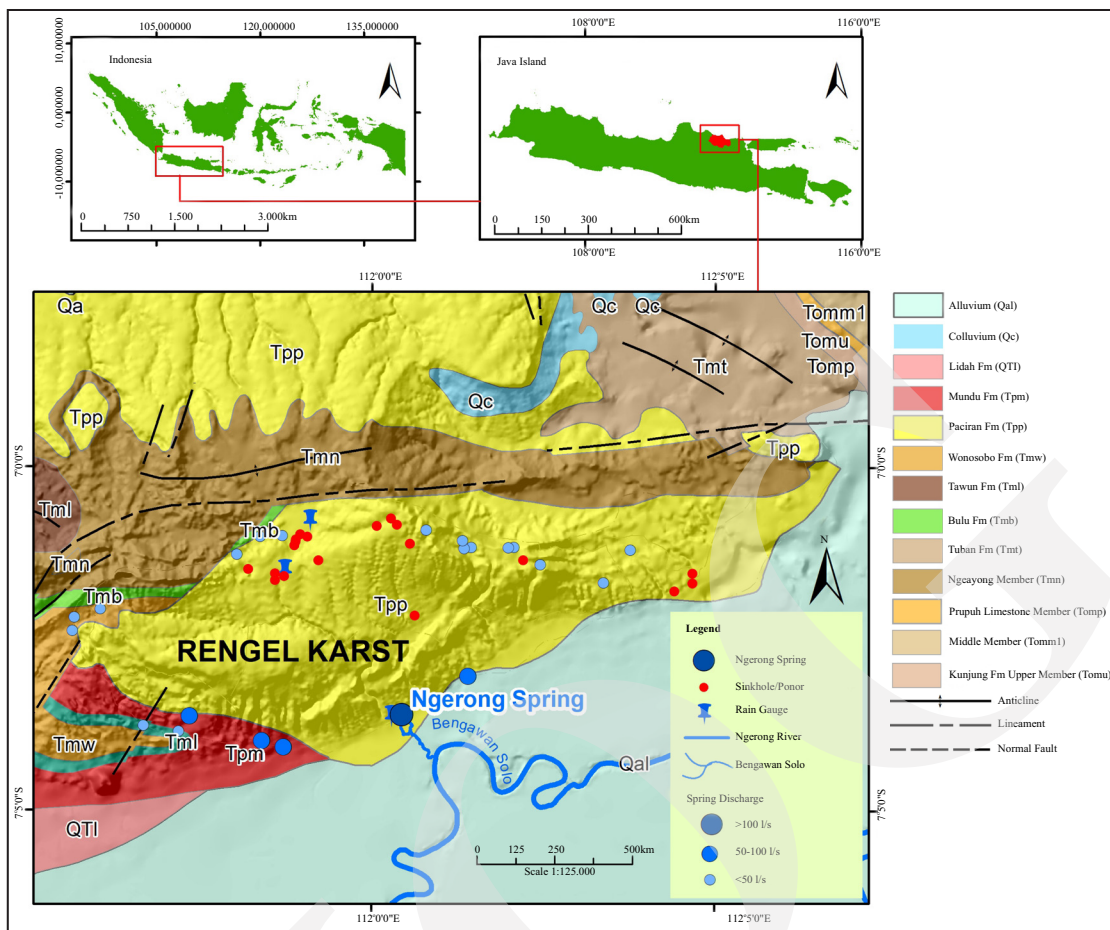 105,000000
120,000000
135,000000
10,000000
0,000000
-10,000000
Indonesia
0
750
1.500
3.000km
108°0'0"E
116°0'0"E
Java Island
0
150
300
600km
108°0'0"E
116°0'0"E
112°0'0"E
112°5'0"E
7°0'0"S
7°5'0"S
7°0'0"S
7°5'0"S
112°0'0"E
112°5'0"E
Qa
Tpp
Qc
Qc
Qc
Tomm1
Tomu
Tomp
Tmt
Tpp
Tmn
Tpp
Tml
Tmb
Tmn
Tmb
Tpp
RENGEL KARST
Ngerong Spring
Bengawan Solo
Tmw
Tml
Tpm
Qal
QTl
0
125
250
500km
Scale 1:125.000
Legend
Ngerong Spring
Sinkhole/Ponor
Rain Gauge
Ngerong River
Bengawan Solo
Spring Discharge
>100 l/s
50-100 l/s
<50 l/s
N
Alluvium (Qal)
Colluvium (Qc)
Lidah Fm (QTl)
Mundu Fm (Tpm)
Paciran Fm (Tpp)
Wonosobo Fm (Tmw)
Tawun Fm (Tml)
Bulu Fm (Tmb)
Tuban Fm (Tmt)
Ngeayong Member (Tmn)
Prupuh Limestone Member (Tomp)
Middle Member (Tomm1)
Kunjung Fm Upper Member (Tomu)
Anticline
Lineament
Normal Fault